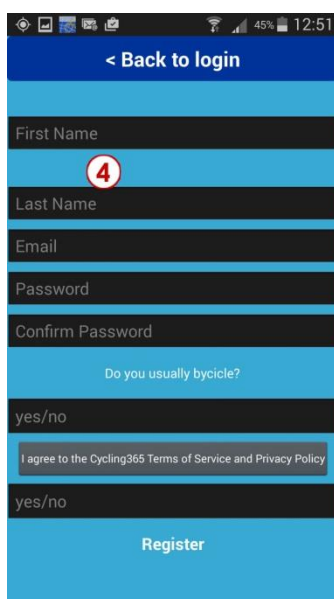 45% 12:51
< Back to login
First Name
4
Last Name
Email
Password
Confirm Password
Do you usually bycicle?
yes/no
I agree to the Cycling365 Terms of Service and Privacy Policy
yes/no
Register